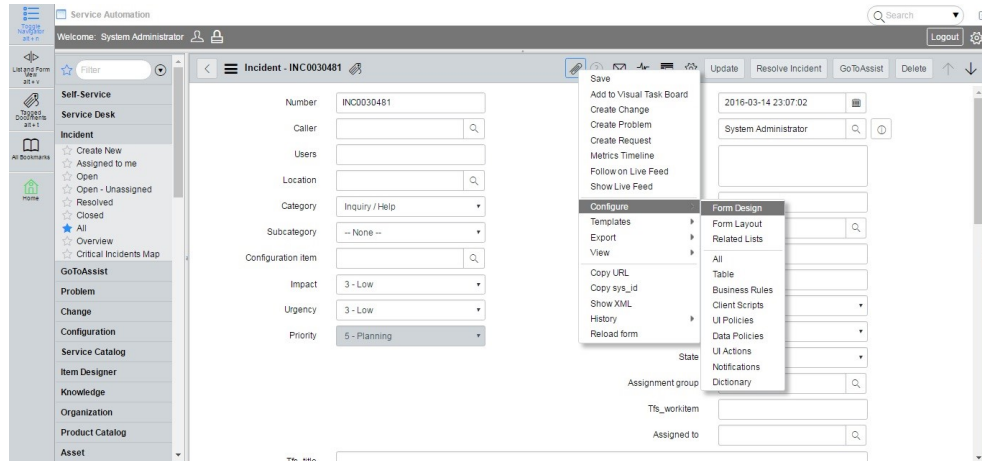 Service Automation
Search
Toggle Navigator
alt + n
Welcome: System Administrator
Logout
List and Form View
alt + v
Tagged Documents
alt + t
All Bookmarks
Home
Filter
Self-Service
Service Desk
Incident
Create New
Assigned to me
Open
Open - Unassigned
Resolved
Closed
All
Overview
Critical Incidents Map
GoToAssist
Problem
Change
Configuration
Service Catalog
Item Designer
Knowledge
Organization
Product Catalog
Asset
Incident - INC0030481
Update
Resolve Incident
GoToAssist
Delete
Number
INC0030481
Caller
Users
Location
Category
Inquiry / Help
Subcategory
-- None --
Configuration item
Impact
3 - Low
Urgency
3 - Low
Priority
5 - Planning
Save
Add to Visual Task Board
Create Change
Create Problem
Create Request
Metrics Timeline
Follow on Live Feed
Show Live Feed
Configure
Templates
Export
View
Copy URL
Copy sys_id
Show XML
History
Reload form
Form Design
Form Layout
Related Lists
All
Table
Business Rules
Client Scripts
UI Policies
Data Policies
UI Actions
Notifications
Dictionary
2016-03-14 23:07:02
System Administrator
State
Assignment group
Tfs_workitem
Assigned to
Tfs_title